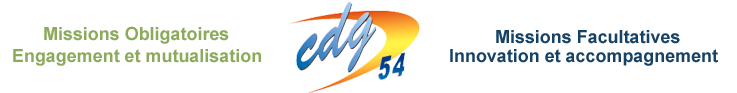 Missions Obligatoires
Engagement et mutualisation
cdg
54
Missions Facultatives
Innovation et accompagnement